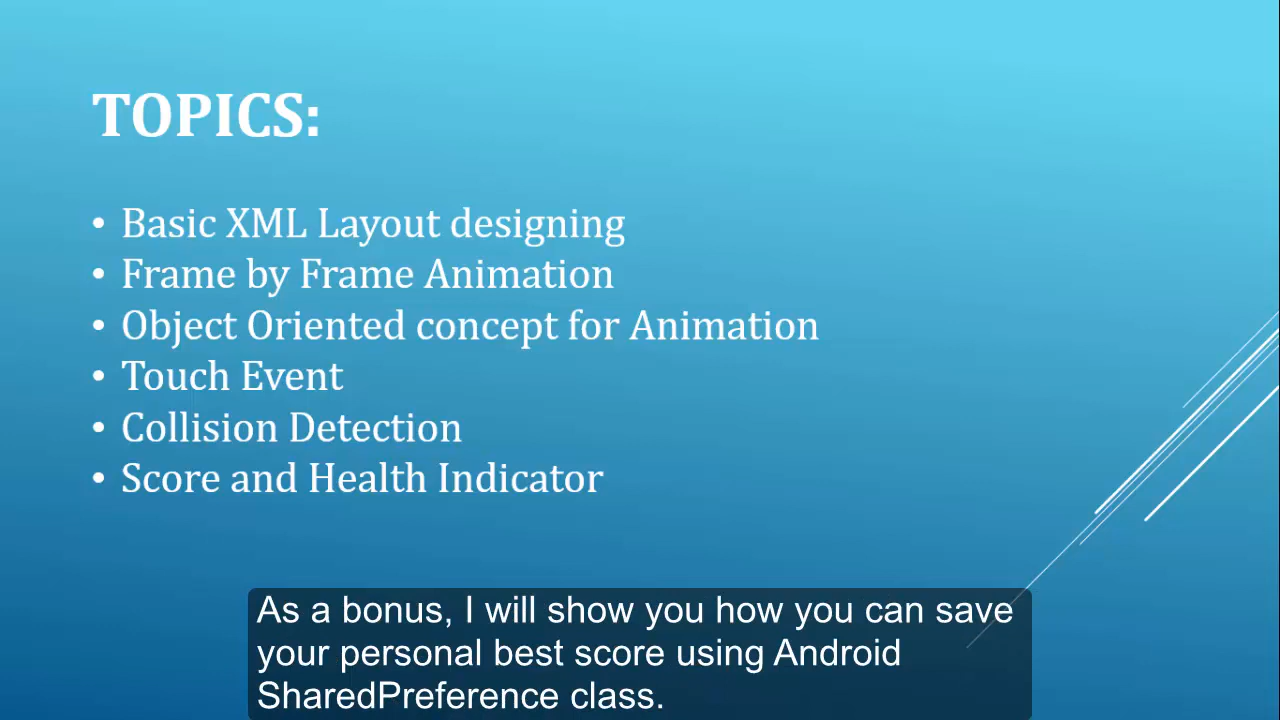 TOPICS:
• Basic XML Layout designing
• Frame by Frame Animation
• Object Oriented concept for Animation
• Touch Event
• Collision Detection
• Score and Health Indicator
As a bonus, I will show you how you can save
your personal best score using Android
SharedPreference class.